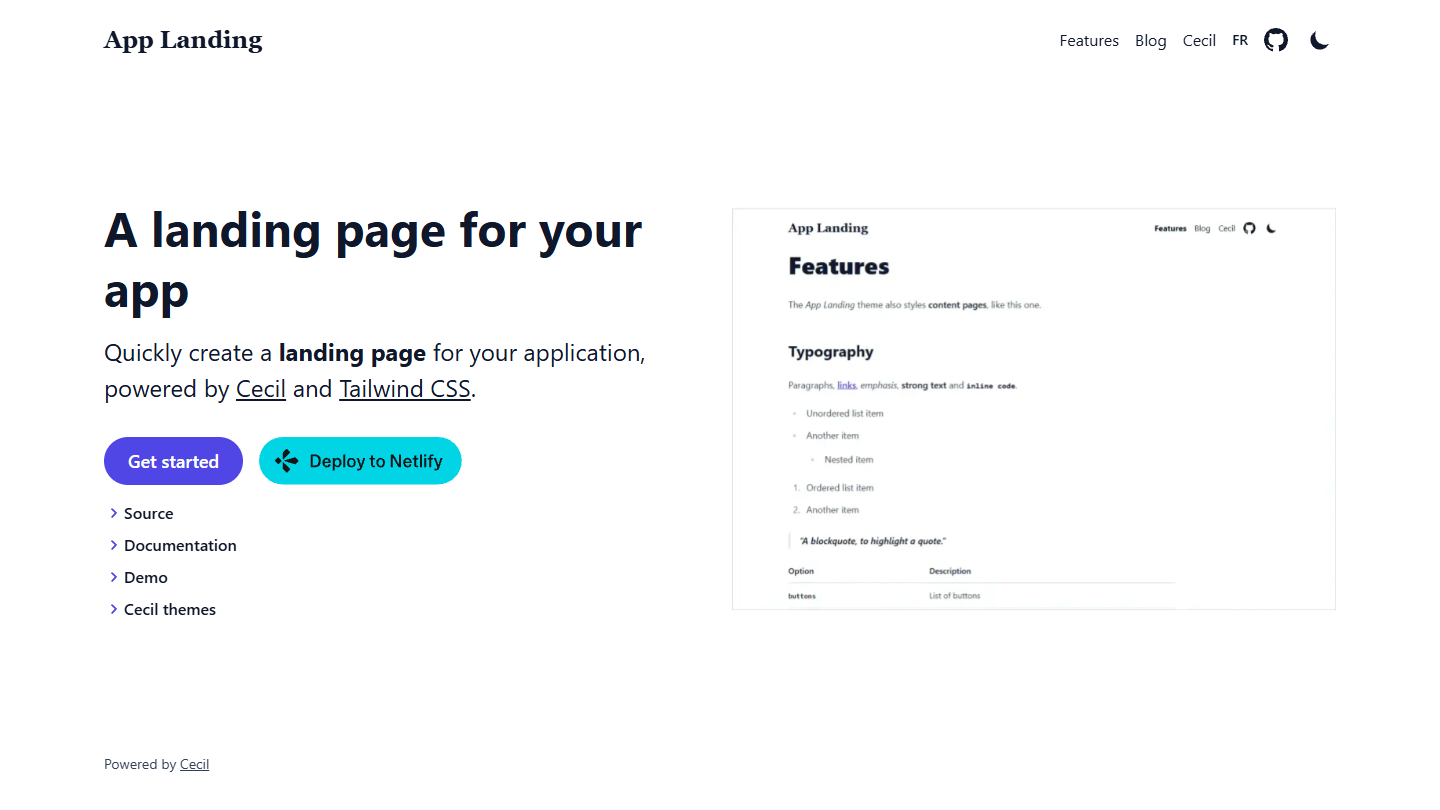 App Landing
Features Blog Cecil FR
A landing page for your
app
Quickly create a landing page for your application,
powered by Cecil and Tailwind CSS.
Get started
Deploy to Netlify
Source
Documentation
Demo
Cecil themes
App Landing
Features Blog Cecil
Features
The App Landing theme also styles content pages, like this one.
Typography
Paragraphs, links, emphasis, strong text and inline code.
Unordered list item
Another item
Nested item
1. Ordered list item
2. Another item
"A blockquote, to highlight a quote."
Option Description
buttons List of buttons
Powered by Cecil